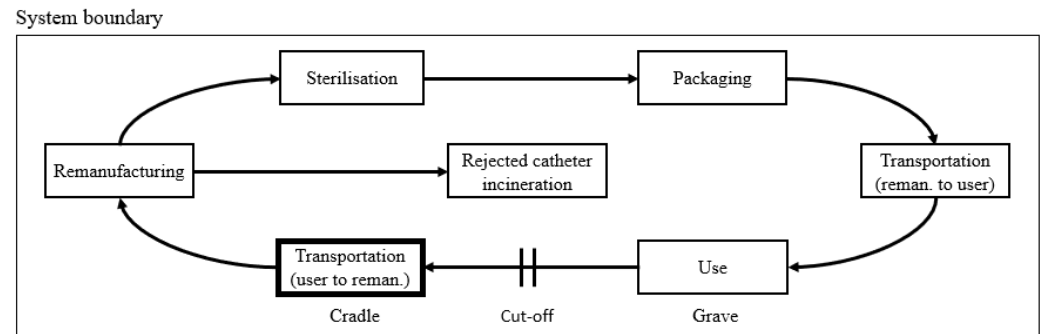 System boundary
Sterilisation
Packaging
Remanufacturing
Rejected catheter
incineration
Transportation
(reman. to user)
Transportation
(user to reman.)
Use
Cradle
Cut-off
Grave